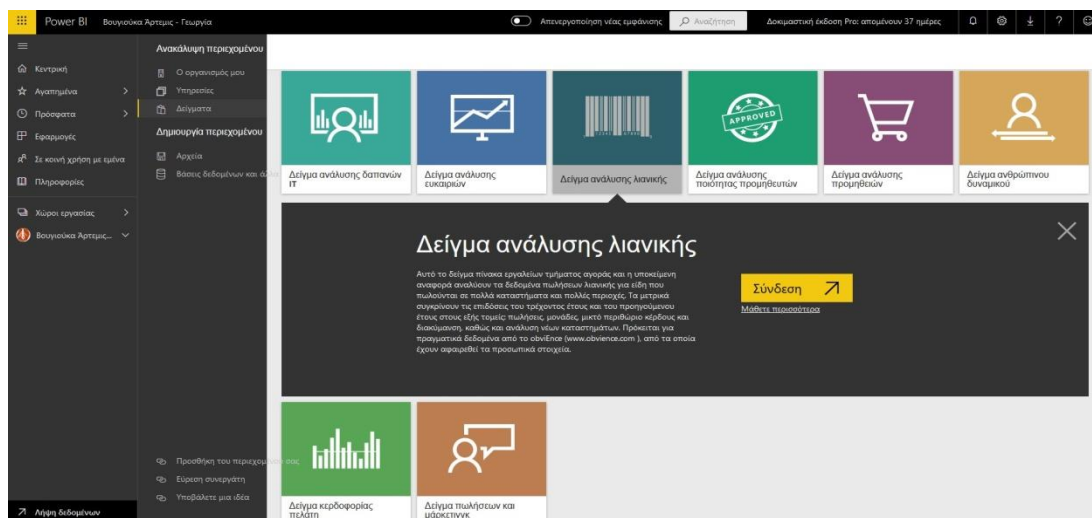 Power BI Βουγιούκα Άρτεμις - Γεωργία Απενεργοποίηση νέας εμφάνισης Αναζήτηση Δοκιμαστική έκδοση Pro: απομένουν 37 ημέρες
Κεντρική
Αγαπημένα
Πρόσφατα
Εφαρμογές
Σε κοινή χρήση με εμένα
Πληροφορίες
Χώροι εργασίας
Βουγιούκα Άρτεμις...
Λήψη δεδομένων
Ανακάλυψη περιεχομένου
Ο οργανισμός μου
Υπηρεσίες
Δείγματα
Δημιουργία περιεχομένου
Αρχεία
Βάσεις δεδομένων και
Προσθήκη του περιεχομένου σας
Εύρεση συνεργάτη
Υποβάλετε μια ιδέα
Δείγμα ανάλυσης δαπανών
IT
Δείγμα ανάλυσης
ευκαιριών
Δείγμα ανάλυσης λιανικής
APPROVED
Δείγμα ανάλυσης
ποιότητας προμηθευτών
Δείγμα ανάλυσης
προμηθειών
Δείγμα ανθρώπινου
δυναμικού
Δείγμα ανάλυσης λιανικής
Αυτό το δείγμα πίνακα εργαλείων τμήματος αγοράς και η υποκείμενη
αναφορά αναλύουν τα δεδομένα πωλήσεων λιανικής για είδη που
πωλούνται σε πολλά καταστήματα και πολλές περιοχές. Τα μετρικά
συγκρίνουν τις επιδόσεις του τρέχοντος έτους και του προηγούμενου
έτους στους εξής τομείς: πωλήσεις, μονάδες, μικτό περιθώριο κέρδους και
διακύμανση, καθώς και ανάλυση νέων καταστημάτων. Πρόκειται για
πραγματικά δεδομένα από το obviEnce (www.obvience.com ), από τα οποία
έχουν αφαιρεθεί τα προσωπικά στοιχεία.
Σύνδεση
Μάθετε περισσότερα
Δείγμα κερδοφορίας
πελάτη
Δείγμα πωλήσεων και
μάρκετινγκ